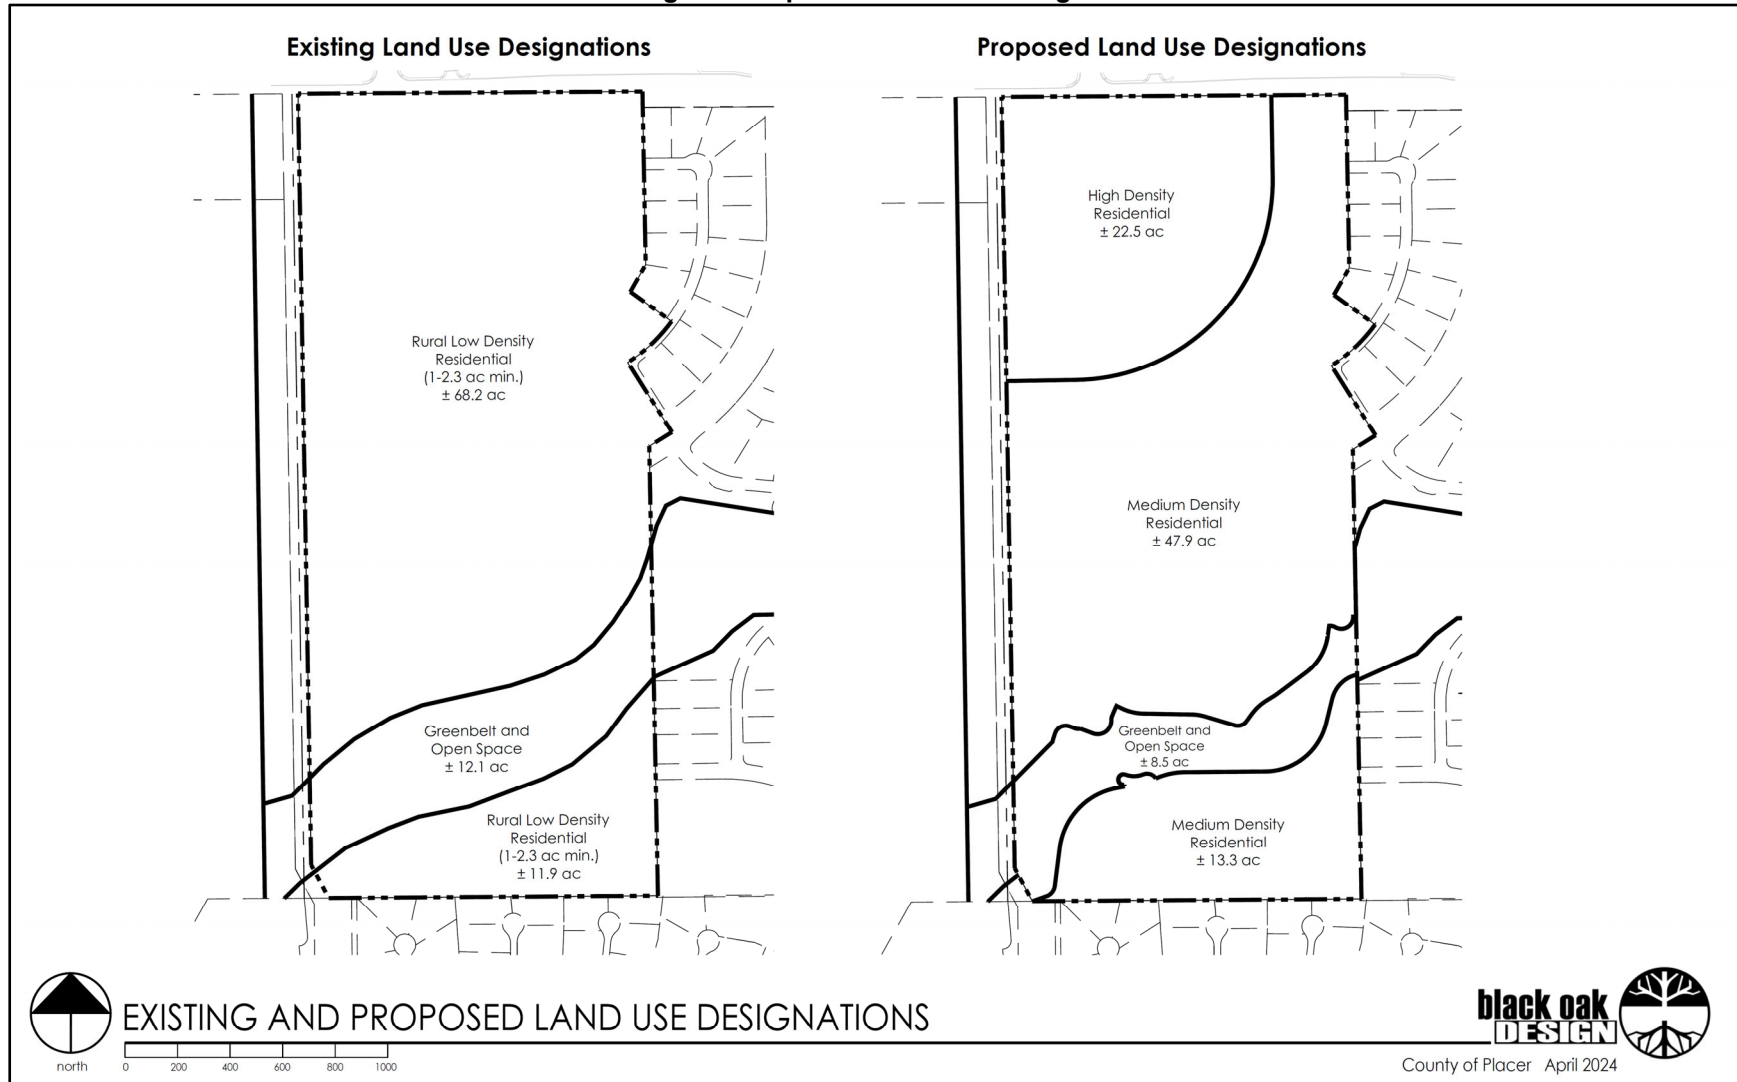 Existing Land Use Designations
Rural Low Density
Residential
(1-2.3 ac min.)
± 68.2 ac
Greenbelt and
Open Space
± 12.1 ac
Rural Low Density
Residential
(1-2.3 ac min.)
± 11.9 ac
Proposed Land Use Designations
High Density
Residential
± 22.5 ac
Medium Density
Residential
± 47.9 ac
Greenbelt and
Open Space
± 8.5 ac
Medium Density
Residential
± 13.3 ac
north
EXISTING AND PROPOSED LAND USE DESIGNATIONS
0 200 400 600 800 1000
black oak
DESIGN
County of Placer April 2024